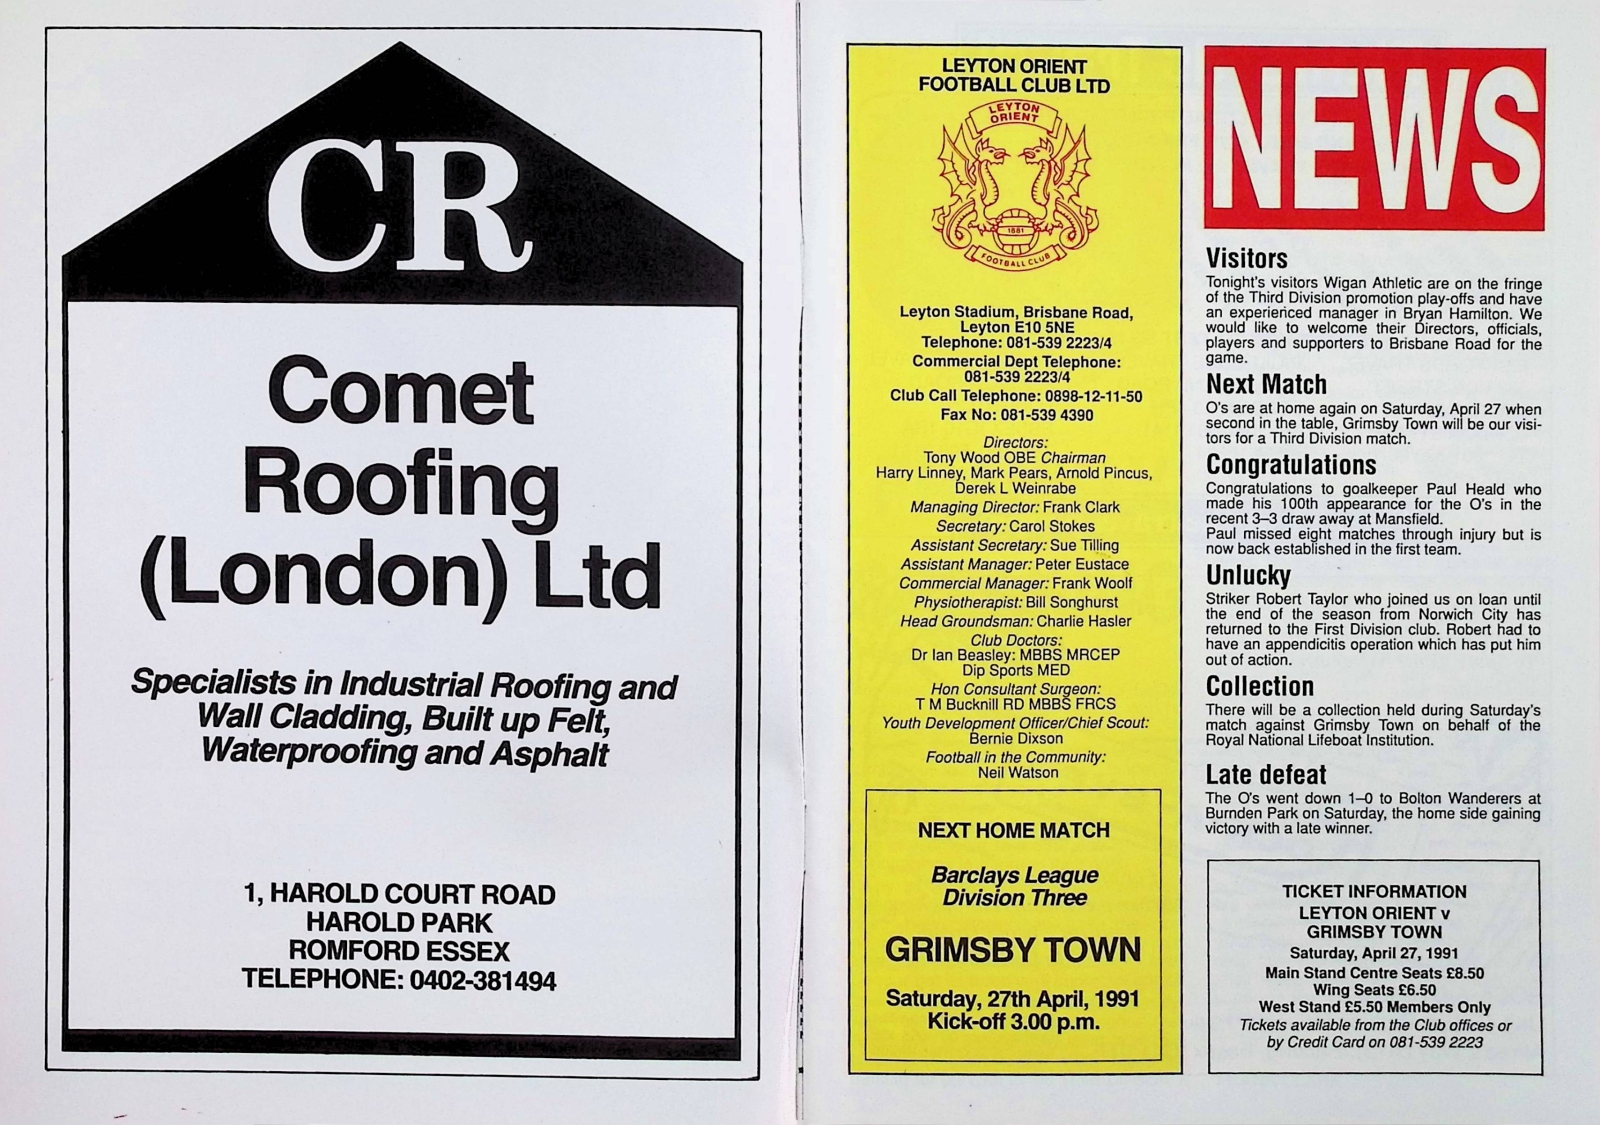 CR
Comet
Roofing
(London) Ltd
Specialists in Industrial Roofing and
Wall Cladding, Built up Felt,
Waterproofing and Asphalt
1, HAROLD COURT ROAD
HAROLD PARK
ROMFORD ESSEX
TELEPHONE: 0402-381494
LEYTON ORIENT
FOOTBALL CLUB LTD
LEYTON
ORIENT
1881
FOOTBALL CLUB
Leyton Stadium, Brisbane Road,
Leyton E10 5NE
Telephone: 081-539 2223/4
Commercial Dept Telephone:
081-539 2223/4
Club Call Telephone: 0898-12-11-50
Fax No: 081-539 4390
Directors:
Tony Wood OBE Chairman
Harry Linney, Mark Pears, Arnold Pincus,
Derek L Weinrabe
Managing Director: Frank Clark
Secretary: Carol Stokes
Assistant Secretary: Sue Tilling
Assistant Manager: Peter Eustace
Commercial Manager: Frank Woolf
Physiotherapist: Bill Songhurst
Head Groundsman: Charlie Hasler
Club Doctors:
Dr Ian Beasley: MBBS MRCEP
Dip Sports MED
Hon Consultant Surgeon:
T M Bucknill RD MBBS FRCS
Youth Development Officer/Chief Scout:
Bernie Dixson
Football in the Community:
Neil Watson
NEXT HOME MATCH
Barclays League
Division Three
GRIMSBY TOWN
Saturday, 27th April, 1991
Kick-off 3.00 p.m.
NEWS
Visitors
Tonight's visitors Wigan Athletic are on the fringe
of the Third Division promotion play-offs and have
an experienced manager in Bryan Hamilton. We
would like to welcome their Directors, officials,
players and supporters to Brisbane Road for the
game.
Next Match
O's are at home again on Saturday, April 27 when
second in the table, Grimsby Town will be our visi-
tors for a Third Division match.
Congratulations
Congratulations to goalkeeper Paul Heald who
made his 100th appearance for the O's in the
recent 3–3 draw away at Mansfield.
Paul missed eight matches through injury but is
now back established in the first team.
Unlucky
Striker Robert Taylor who joined us on loan until
the end of the season from Norwich City has
returned to the First Division club. Robert had to
have an appendicitis operation which has put him
out of action.
Collection
There will be a collection held during Saturday's
match against Grimsby Town on behalf of the
Royal National Lifeboat Institution.
Late defeat
The O's went down 1–0 to Bolton Wanderers at
Burnden Park on Saturday, the home side gaining
victory with a late winner.
TICKET INFORMATION
LEYTON ORIENT v
GRIMSBY TOWN
Saturday, April 27, 1991
Main Stand Centre Seats £8.50
Wing Seats £6.50
West Stand £5.50 Members Only
Tickets available from the Club offices or
by Credit Card on 081-539 2223